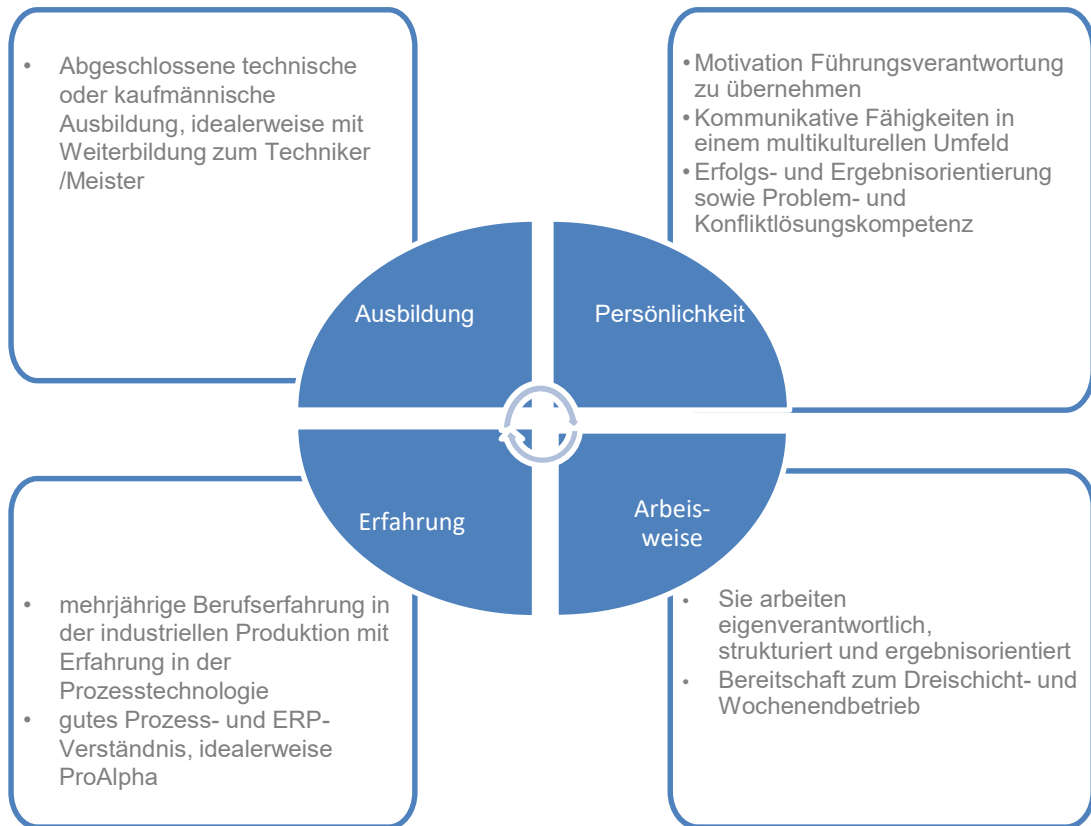 • Abgeschlossene technische
oder kaufmännische
Ausbildung, idealerweise mit
Weiterbildung zum Techniker
/Meister
• Motivation Führungsverantwortung
zu übernehmen
• Kommunikative Fähigkeiten in
einem multikulturellen Umfeld
• Erfolgs- und Ergebnisorientierung
sowie Problem- und
Konfliktlösungskompetenz
Ausbildung
Persönlichkeit
Erfahrung
Arbeis-
weise
• mehrjährige Berufserfahrung in
der industriellen Produktion mit
Erfahrung in der
Prozesstechnologie
• gutes Prozess- und ERP-
Verständnis, idealerweise
ProAlpha
• Sie arbeiten
eigenverantwortlich,
strukturiert und ergebnisorientiert
• Bereitschaft zum Dreischicht- und
Wochenendbetrieb